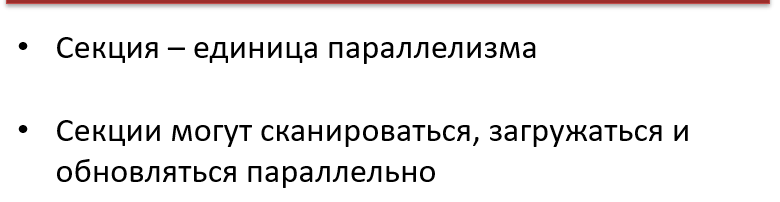 • Секция – единица параллелизма
• Секции могут сканироваться, загружаться и
обновляться параллельно